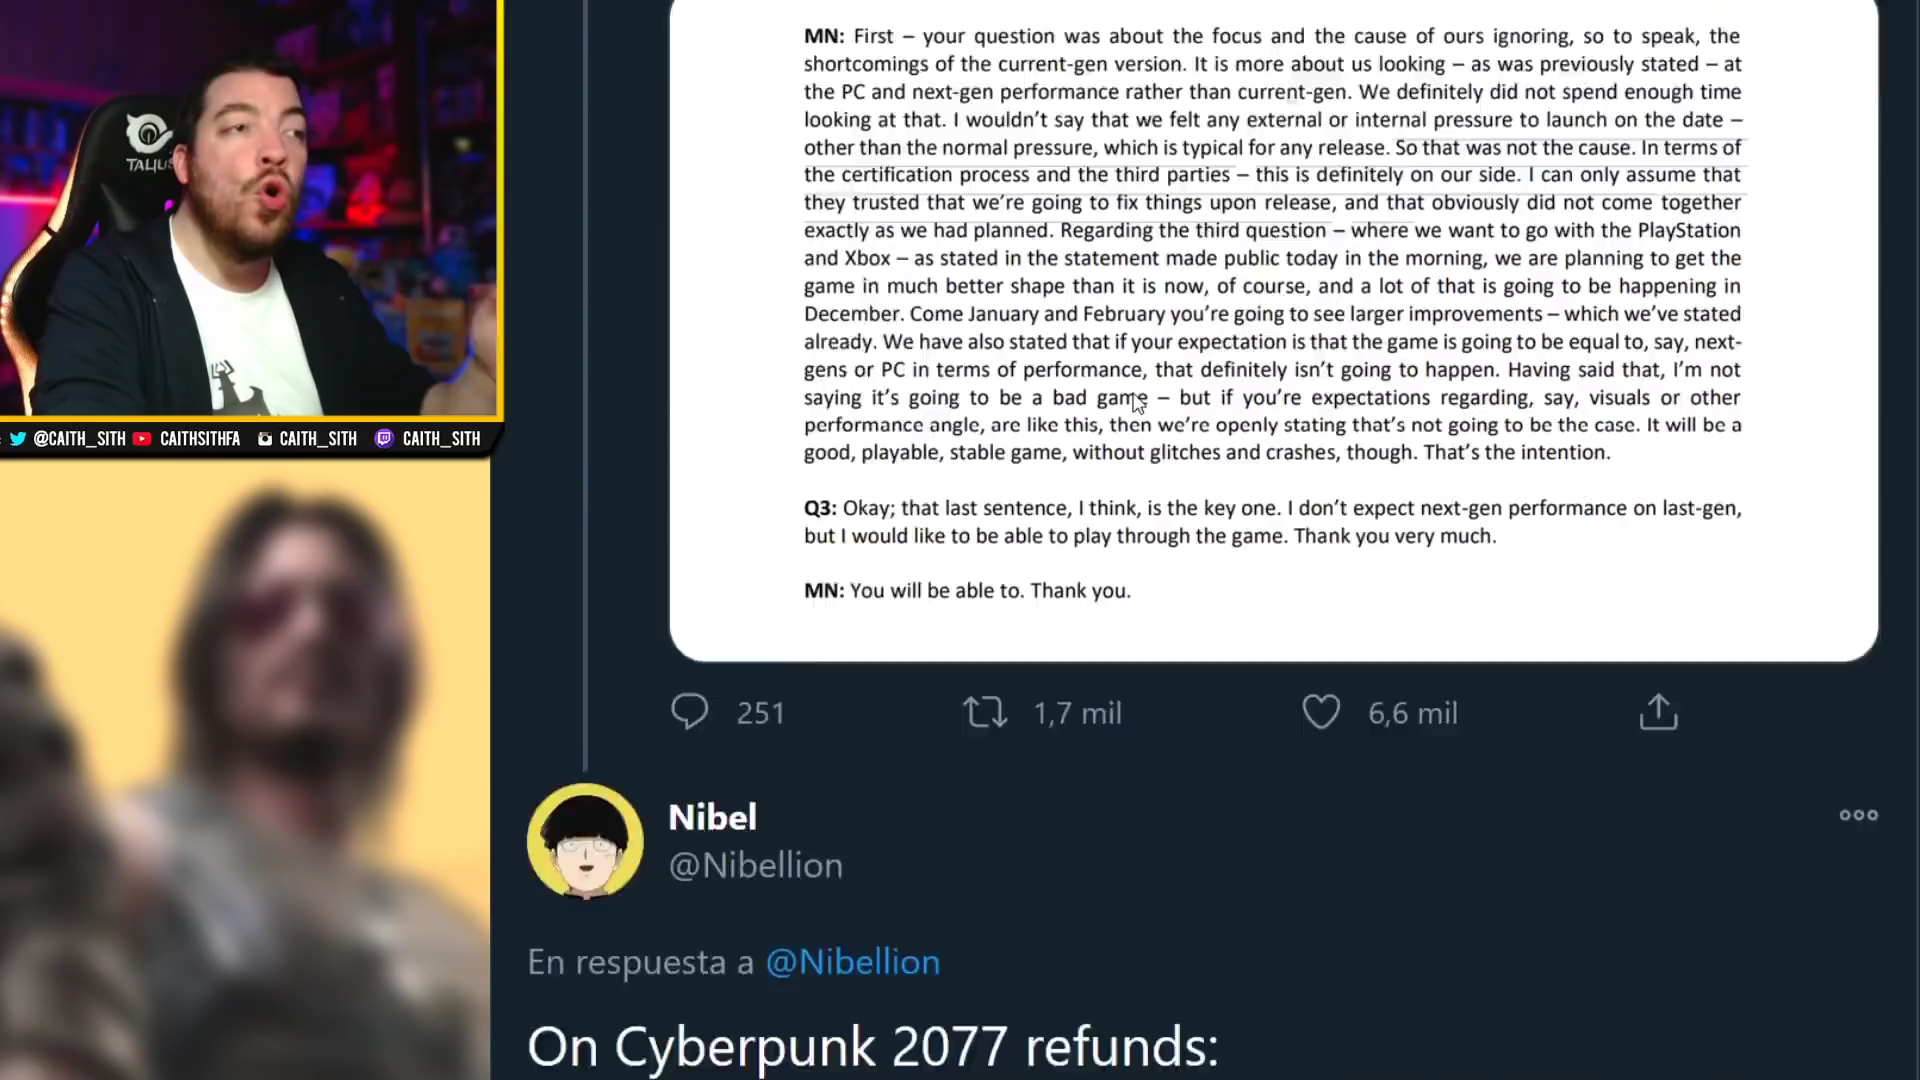 TALIUS
@CAITH_SITH CAITHSITHFA CAITH_SITH CAITH_SITH
MN: First – your question was about the focus and the cause of ours ignoring, so to speak, the
shortcomings of the current-gen version. It is more about us looking – as was previously stated – at
the PC and next-gen performance rather than current-gen. We definitely did not spend enough time
looking at that. I wouldn't say that we felt any external or internal pressure to launch on the date –
other than the normal pressure, which is typical for any release. So that was not the cause. In terms of
the certification process and the third parties – this is definitely on our side. I can only assume that
they trusted that we're going to fix things upon release, and that obviously did not come together
exactly as we had planned. Regarding the third question – where we want to go with the PlayStation
and Xbox – as stated in the statement made public today in the morning, we are planning to get the
game in much better shape than it is now, of course, and a lot of that is going to be happening in
December. Come January and February you're going to see larger improvements – which we've stated
already. We have also stated that if your expectation is that the game is going to be equal to, say, next-
gens or PC in terms of performance, that definitely isn't going to happen. Having said that, I'm not
saying it's going to be a bad game – but if you're expectations regarding, say, visuals or other
performance angle, are like this, then we're openly stating that's not going to be the case. It will be a
good, playable, stable game, without glitches and crashes, though. That's the intention.
Q3: Okay; that last sentence, I think, is the key one. I don't expect next-gen performance on last-gen,
but I would like to be able to play through the game. Thank you very much.
MN: You will be able to. Thank you.
251 1,7 mil 6,6 mil
Nibel
@Nibellion
En respuesta a @Nibellion
On Cyberpunk 2077 refunds: